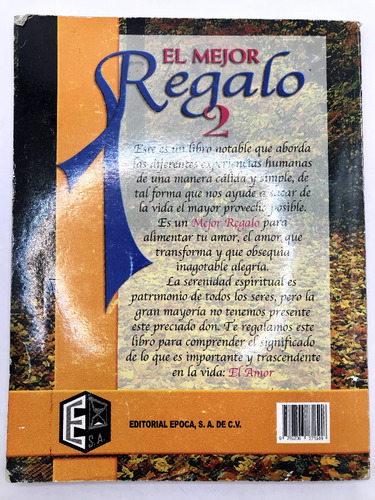 EL MEJOR
Regalo
2
Este es un libro notable que aborda
las diferentes experiencias humanas
de una manera cálida y simple, de
tal forma que nos ayude a sacar de
la vida el mayor provecho posible.
Es un Mejor Regalo para
alimentar tu amor, el amor que
transforma y que obsequia
inagotable alegría.
La serenidad espiritual es
patrimonio de todos los seres, pero la
gran mayoría no tenemos presente
este preciado don. Te regalamos este
libro para comprender el significado
de lo que es importante y trascendente
en la vida: El Amor
E
S.A.
EDITORIAL EPOCA, S. A. DE C.V.